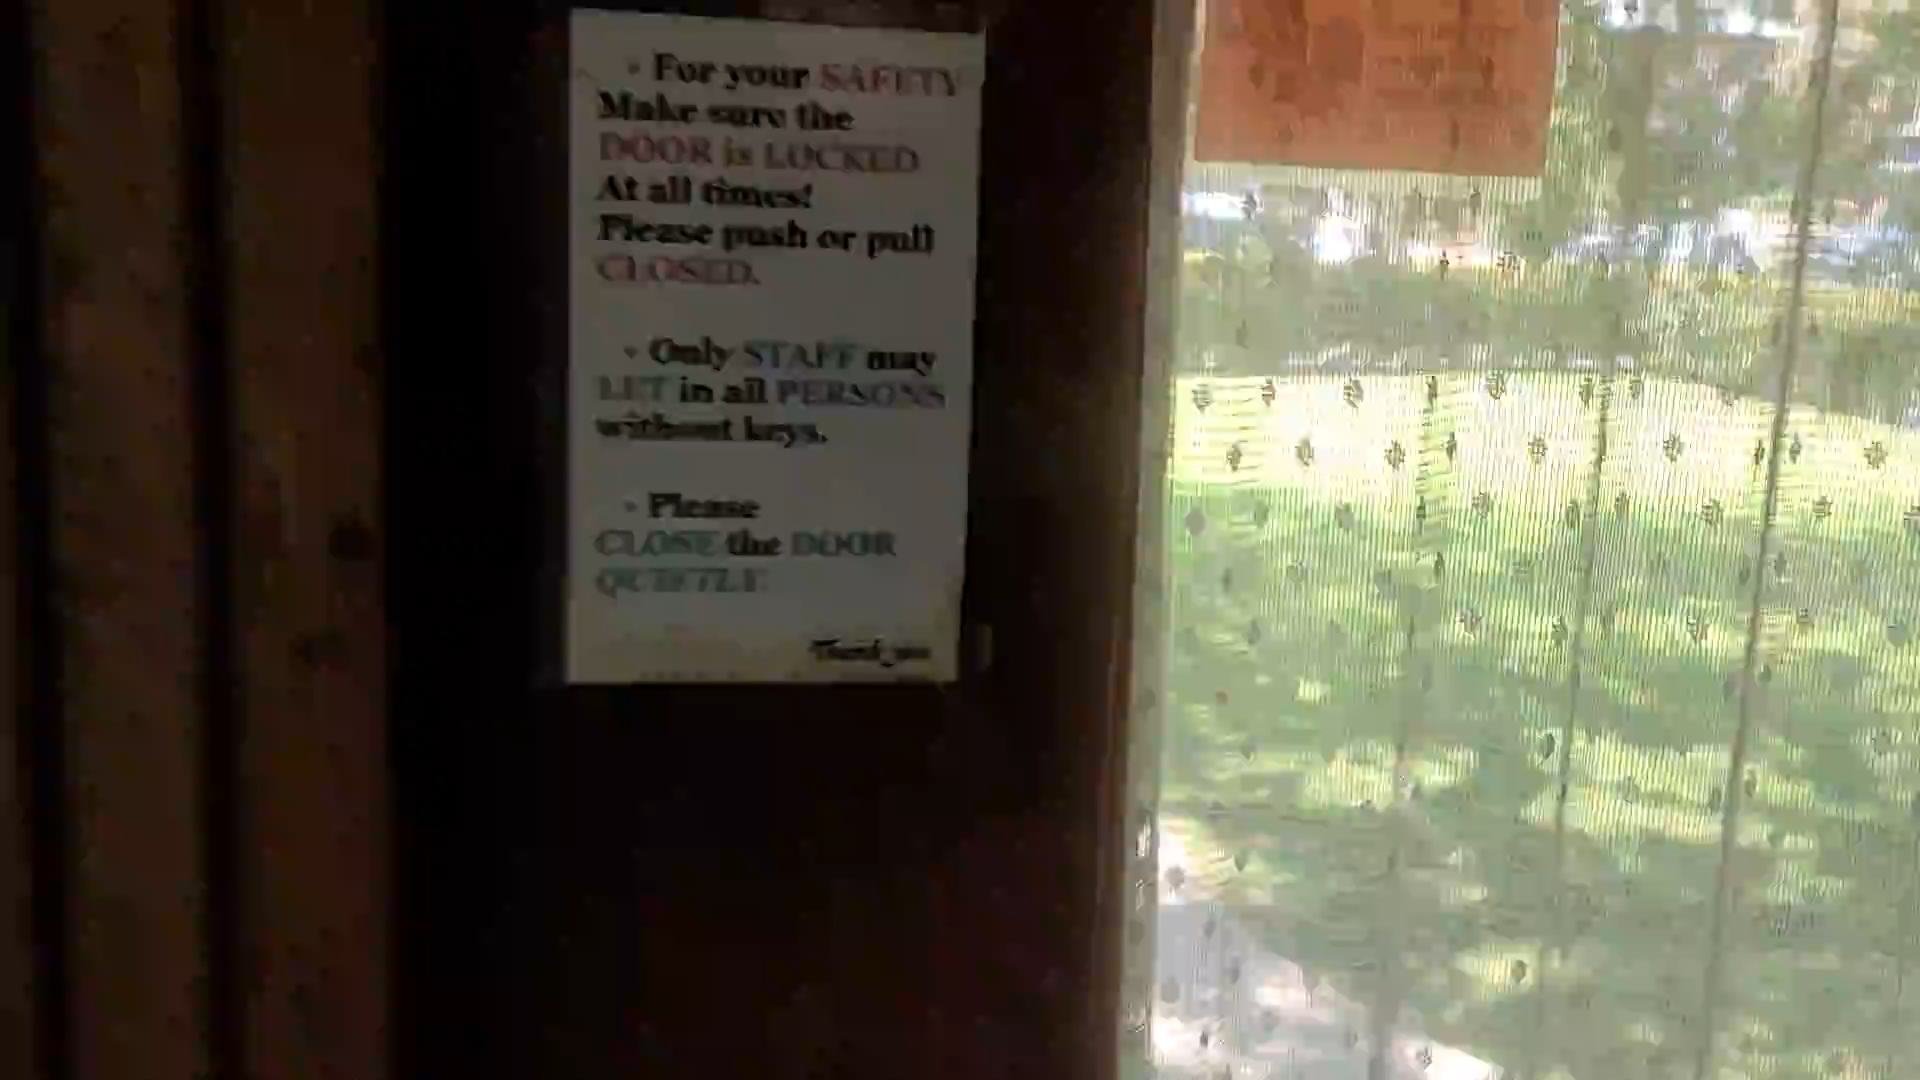 - For your SAFETY
Make sure the
DOOR is LOCKED
At all times!
Please push or pull
CLOSED.
- Only STAFF may
LET in all PERSONS
without keys.
- Please
CLOSE the DOOR
QUIETLY.
Thank you